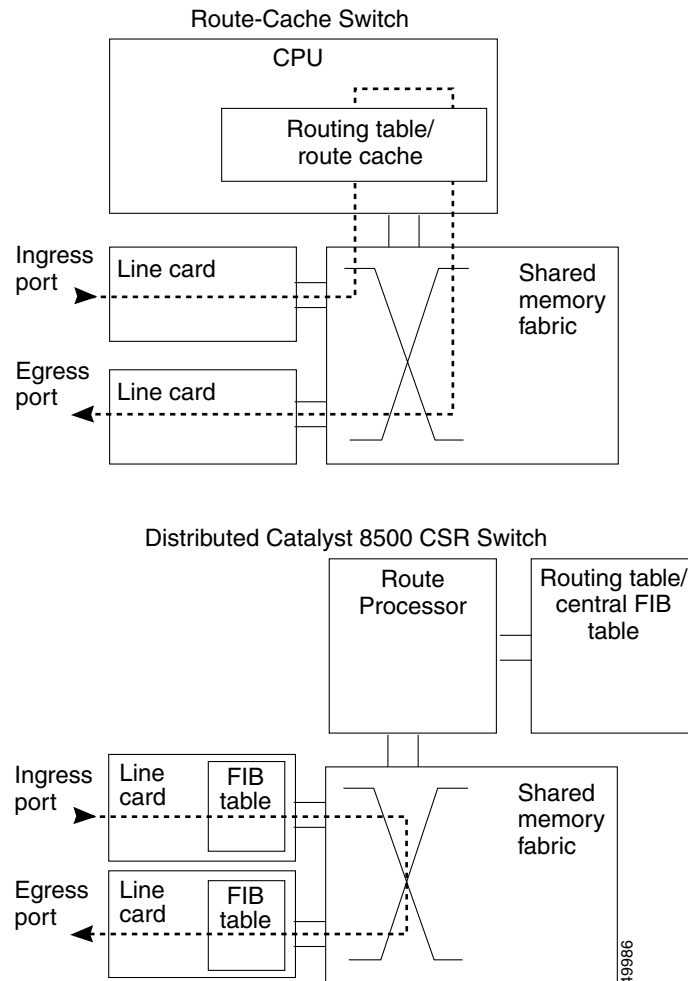 Route-Cache Switch
CPU
Routing table/
route cache
Ingress
port
Line card
Shared
memory
fabric
Egress
port
Line card
Distributed Catalyst 8500 CSR Switch
Route
Processor
Routing table/
central FIB
table
Ingress
port
Line
card
FIB
table
Shared
memory
fabric
Egress
port
Line
card
FIB
table
49986